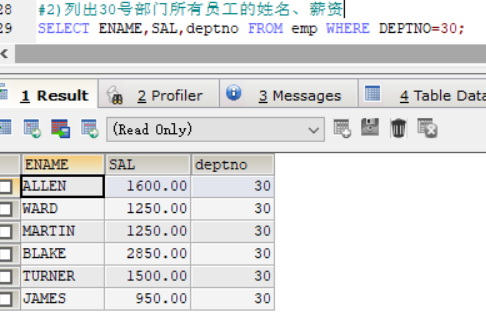 28 #2)列出30号部门所有员工的姓名、薪资
29 SELECT ENAME,SAL,deptno FROM emp WHERE DEPTNO=30;
1 Result 2 Profiler 3 Messages 4 Table Data
(Read Only)
ENAME SAL deptno
ALLEN 1600.00 30
WARD 1250.00 30
MARTIN 1250.00 30
BLAKE 2850.00 30
TURNER 1500.00 30
JAMES 950.00 30